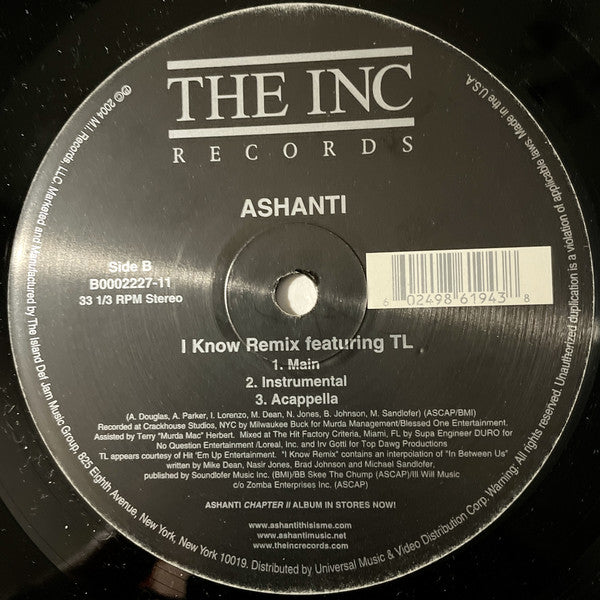 THE INC
RECORDS
ASHANTI
Side B
B0002227-11
33 1/3 RPM Stereo
6 02498 61943 8
I Know Remix featuring TL
1. Main
2. Instrumental
3. Acappella
(A. Douglas, A. Parker, I. Lorenzo, M. Dean, N. Jones, B. Johnson, M. Sandlofer) (ASCAP/BMI)
Recorded at Crackhouse Studios, NYC by Milwaukee Buck for Murda Management/Blessed One Entertainment.
Assisted by Terry "Murda Mac" Herbert. Mixed at The Hit Factory Criteria, Miami, FL by Supa Engineer DURO for
No Question Entertainment /Loreal, Inc. and Irv Gotti for Top Dawg Productions
TL appears courtesy of Hit 'Em Up Entertainment. "I Know Remix" contains an interpolation of "In Between Us"
written by Mike Dean, Nasir Jones, Brad Johnson and Michael Sandlofer,
published by Soundlofer Music Inc. (BMI)/BB Skee The Chump (ASCAP)/Ill Will Music
c/o Zomba Enterprises Inc. (ASCAP)
ASHANTI CHAPTER II ALBUM IN STORES NOW!
www.ashantithisisme.com
www.ashantimusic.net
www.theincrecords.com
℗© 2004 M.I. Records, LLC. Marketed and Manufactured by The Island Def Jam Music Group, 825 Eighth Avenue, New York, New York 10019. Distributed by Universal Music & Video Distribution Corp. Warning: All rights reserved. Unauthorized duplication is a violation of applicable laws. Made in the U.S.A.